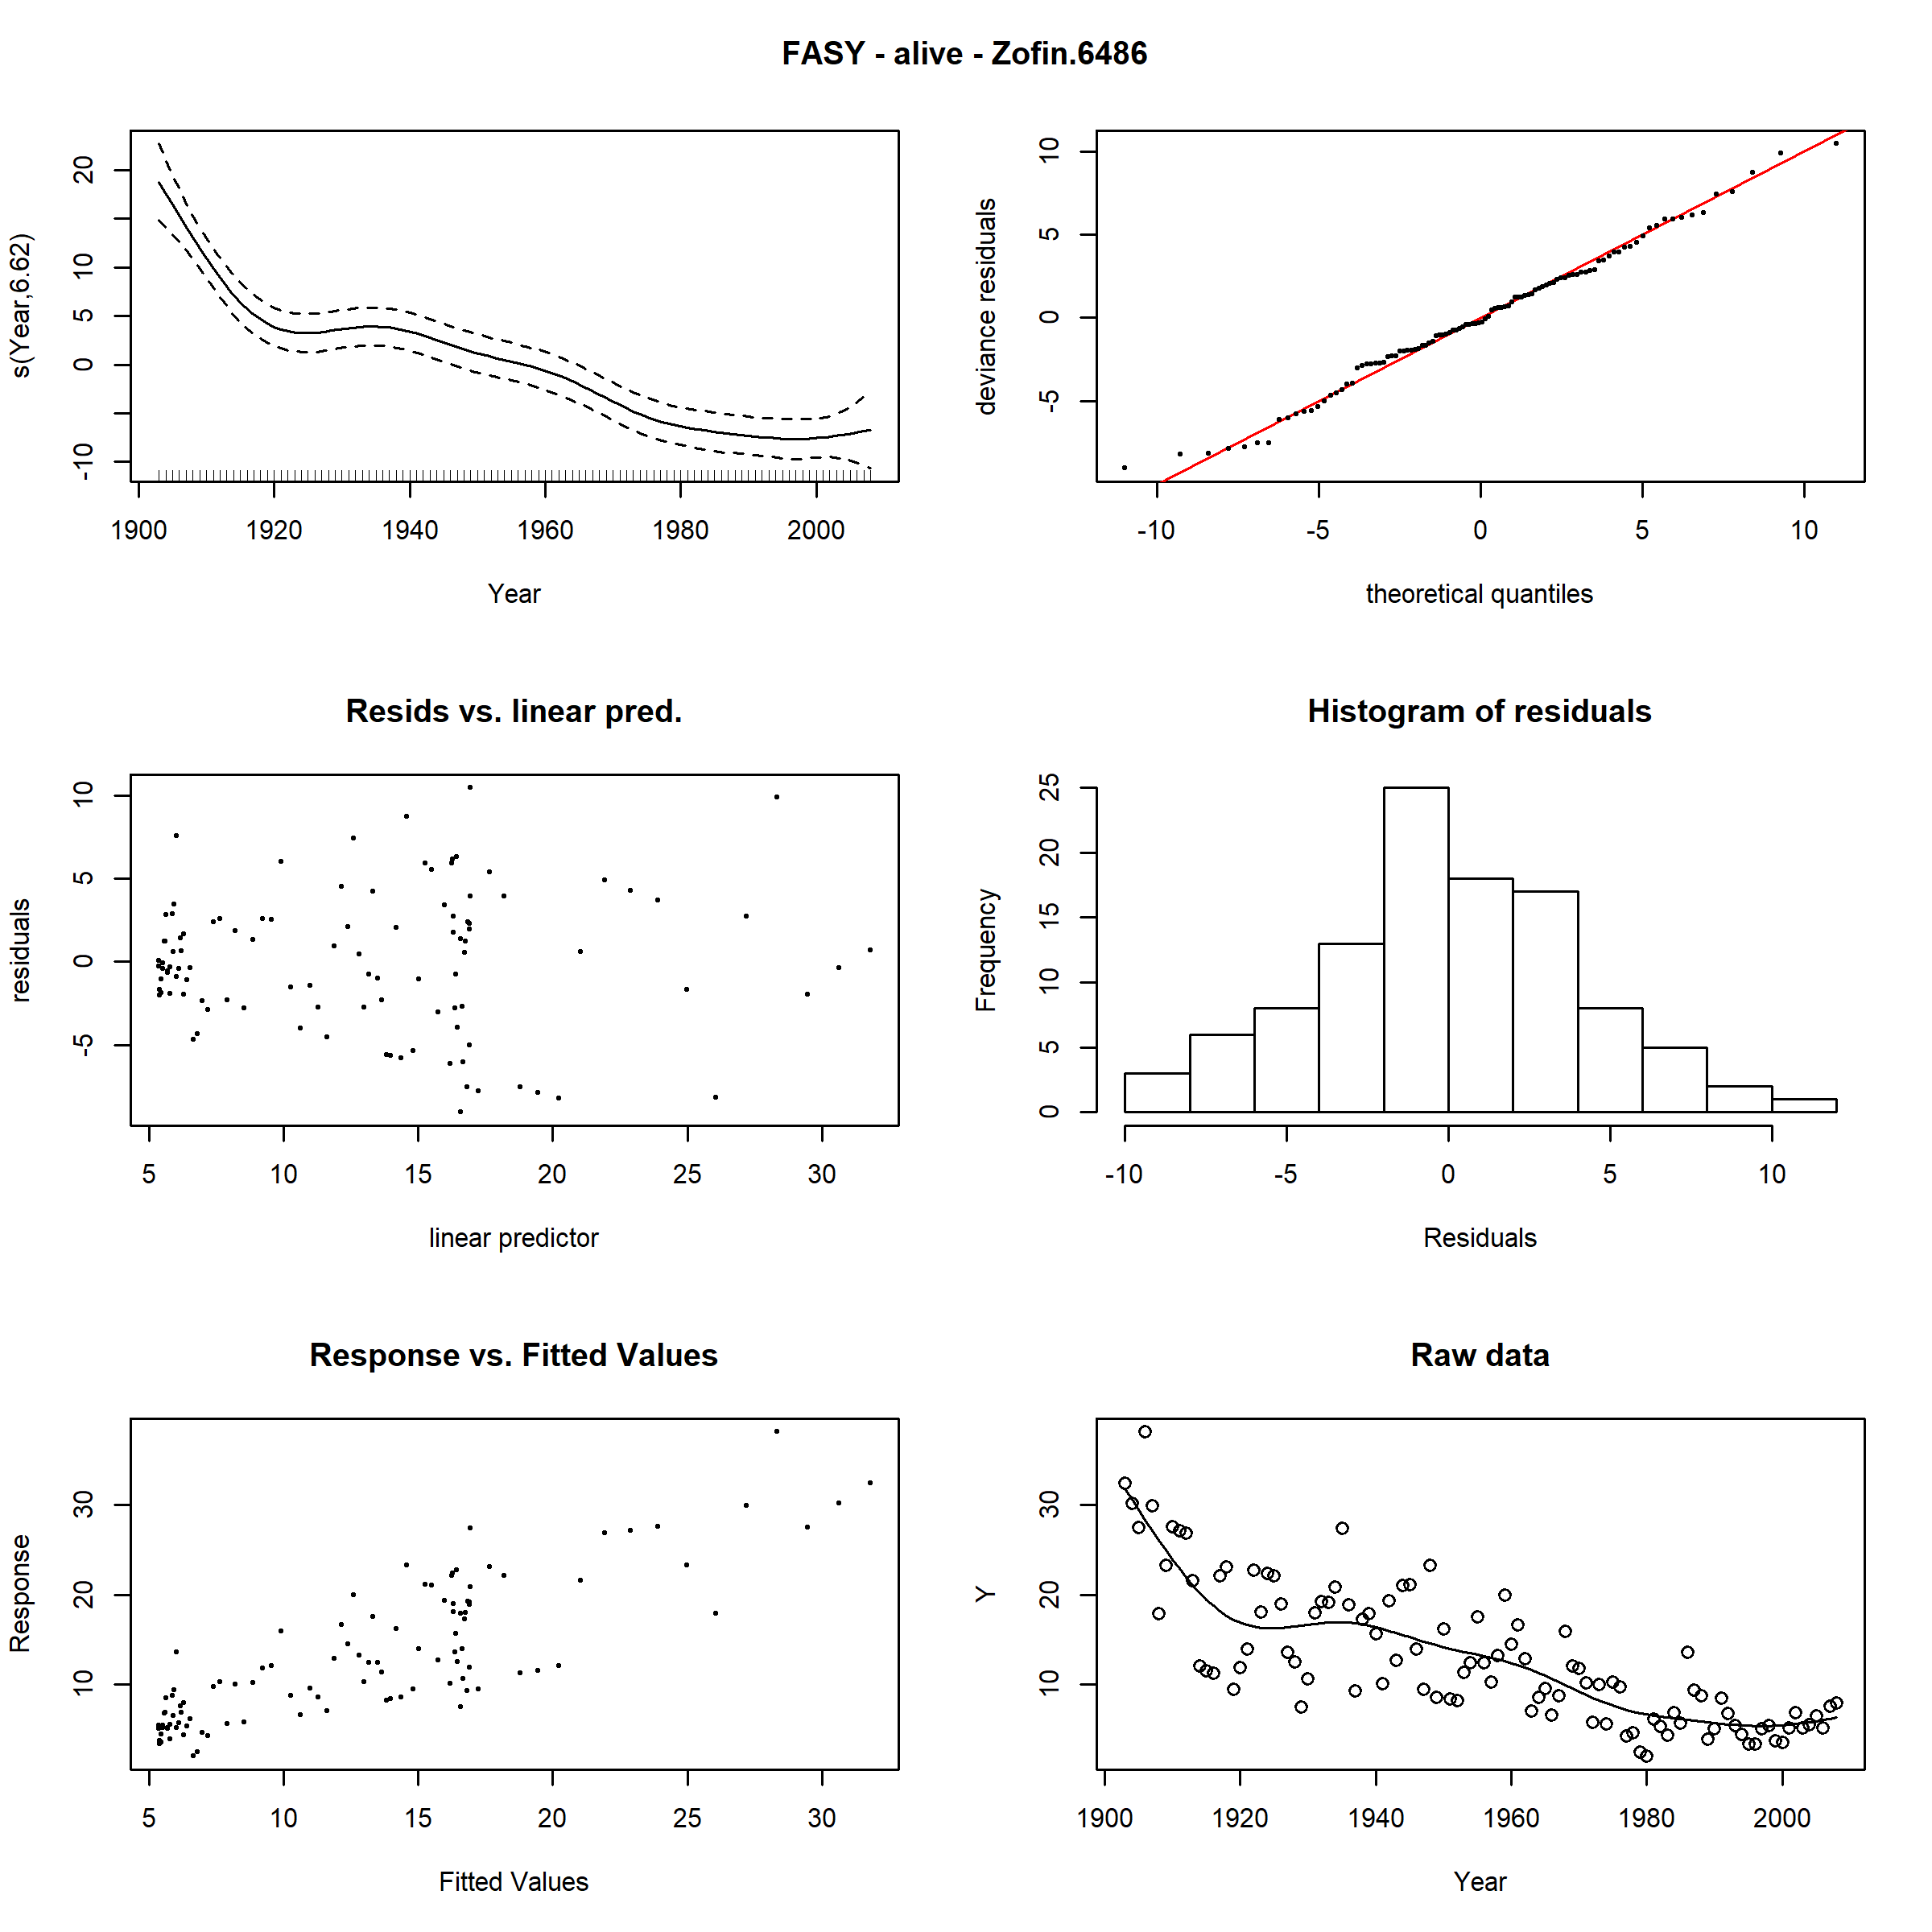 FASY - alive - Zofin.6486
s(Year,6.62)
-10 0 5 10 20
1900 1920 1940 1960 1980 2000
Year
deviance residuals
-5 0 5 10
-10 -5 0 5 10
theoretical quantiles
Resids vs. linear pred.
residuals
-5 0 5 10
5 10 15 20 25 30
linear predictor
Histogram of residuals
Frequency
0 5 10 15 20 25
-10 -5 0 5 10
Residuals
Response vs. Fitted Values
Response
10 20 30
5 10 15 20 25 30
Fitted Values
Raw data
Y
10 20 30
1900 1920 1940 1960 1980 2000
Year